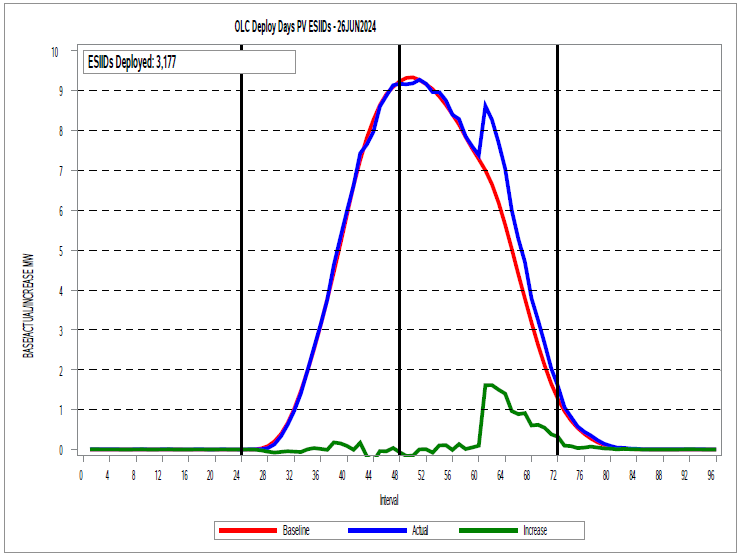 OLC Deploy Days PV ESIIDs - 26JUN2024
ESIIDs Deployed: 3,177
BASE/ACTUAL/INCREASE MW
10
9
8
7
6
5
4
3
2
1
0
0 4 8 12 16 20 24 28 32 36 40 44 48 52 56 60 64 68 72 76 80 84 88 92 96
Interval
Baseline Actual Increase